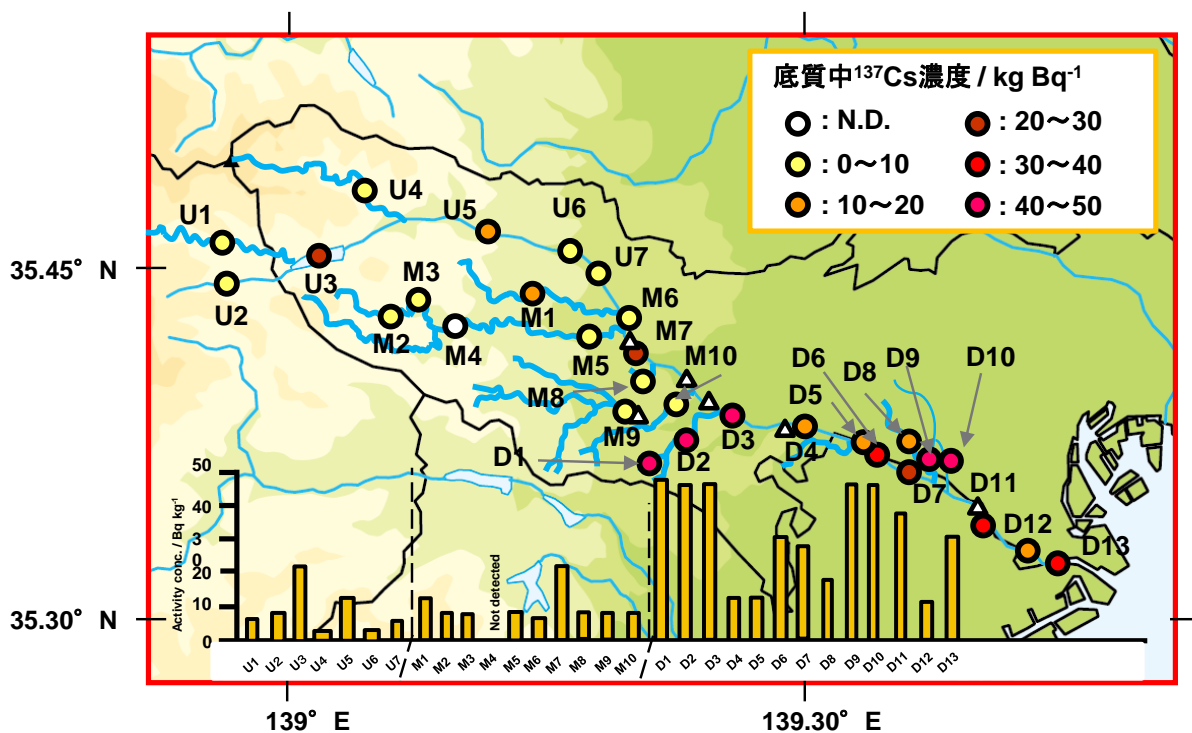 底質中¹³⁷Cs濃度 / kg Bq⁻¹
: N.D.
: 20〜30
: 0〜10
: 30〜40
: 10〜20
: 40〜50
35.45° N
35.30° N
139° E
139.30° E
U1
U2
U3
U4
U5
U6
U7
M1
M2
M3
M4
M5
M6
M7
M8
M9
M10
D1
D2
D3
D4
D5
D6
D7
D8
D9
D10
D11
D12
D13
Activity conc. / Bq kg⁻¹
50
40
3
20
10
0
Not detected
U1 U2 U3 U4 U5 U6 U7 M1 M2 M3 M4 M5 M6 M7 M8 M9 M10 D1 D2 D3 D4 D5 D6 D7 D8 D9 D10 D11 D12 D13